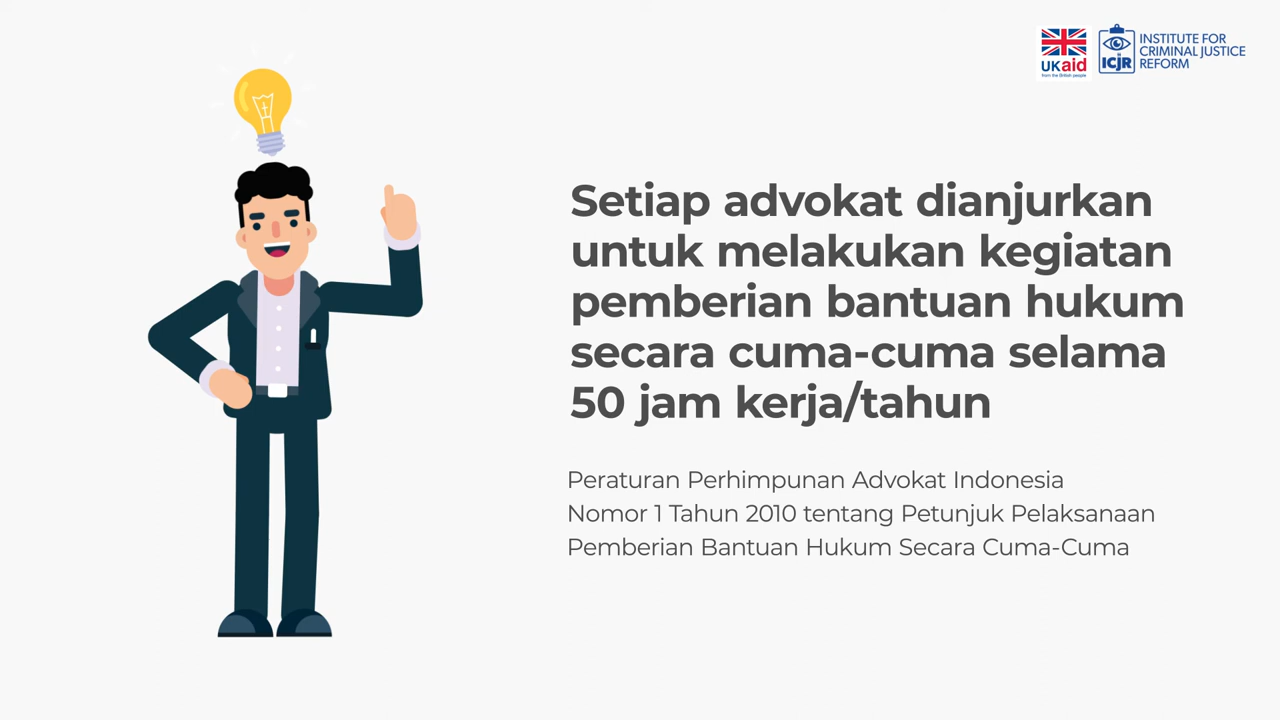 UKaid
from the British people
ICJR
INSTITUTE FOR
CRIMINAL JUSTICE
REFORM
Setiap advokat dianjurkan
untuk melakukan kegiatan
pemberian bantuan hukum
secara cuma-cuma selama
50 jam kerja/tahun
Peraturan Perhimpunan Advokat Indonesia
Nomor 1 Tahun 2010 tentang Petunjuk Pelaksanaan
Pemberian Bantuan Hukum Secara Cuma-Cuma